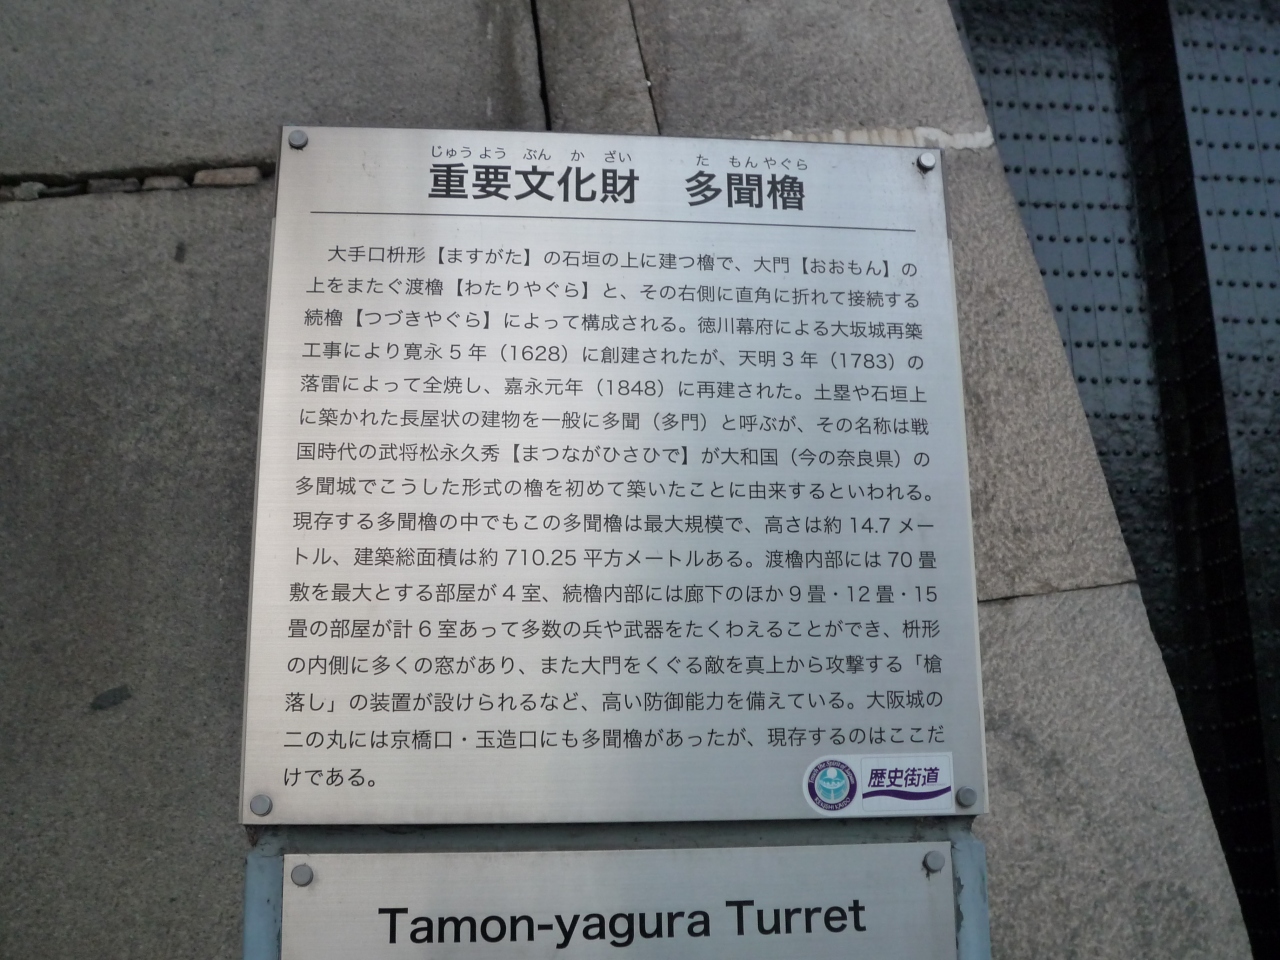 じゅう よう ぶん か ざい　た もん やぐら
重要文化財　多聞櫓
大手口枡形【ますがた】の石垣の上に建つ櫓で、大門【おおもん】の
上をまたぐ渡櫓【わたりやぐら】と、その右側に直角に折れて接続する
続櫓【つづきやぐら】によって構成される。徳川幕府による大坂城再築
工事により寛永5年（1628）に創建されたが、天明3年（1783）の
落雷によって全焼し、嘉永元年（1848）に再建された。土塁や石垣上
に築かれた長屋状の建物を一般に多聞（多門）と呼ぶが、その名称は戦
国時代の武将松永久秀【まつながひさひで】が大和国（今の奈良県）の
多聞城でこうした形式の櫓を初めて築いたことに由来するといわれる。
現存する多聞櫓の中でもこの多聞櫓は最大規模で、高さは約14.7メー
トル、建築総面積は約710.25平方メートルある。渡櫓内部には70畳
敷を最大とする部屋が4室、続櫓内部には廊下のほか9畳・12畳・15
畳の部屋が計6室あって多数の兵や武器をたくわえることができ、枡形
の内側に多くの窓があり、また大門をくぐる敵を真上から攻撃する「槍
落し」の装置が設けられるなど、高い防御能力を備えている。大阪城の
二の丸には京橋口・玉造口にも多聞櫓があったが、現存するのはここだ
けである。
歴史街道
REKISHI KAIDO
Tamon-yagura Turret